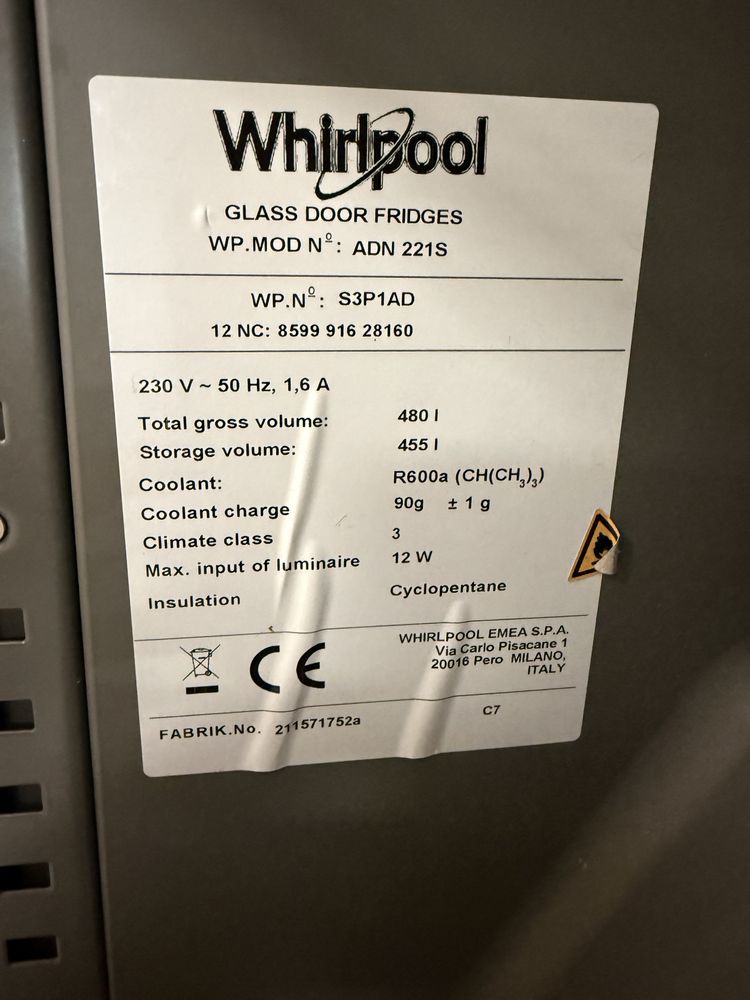 Whirlpool
GLASS DOOR FRIDGES
WP.MOD Nº: ADN 221S
WP.Nº: S3P1AD
12 NC: 8599 916 28160
230 V ~ 50 Hz, 1,6 A
Total gross volume: 480 l
Storage volume: 455 l
Coolant: R600a (CH(CH₃)₃)
Coolant charge 90g ± 1 g
Climate class 3
Max. input of luminaire 12 W
Insulation Cyclopentane
CE
WHIRLPOOL EMEA S.P.A.
Via Carlo Pisacane 1
20016 Pero MILANO,
ITALY
FABRIK.No. 211571752a C7